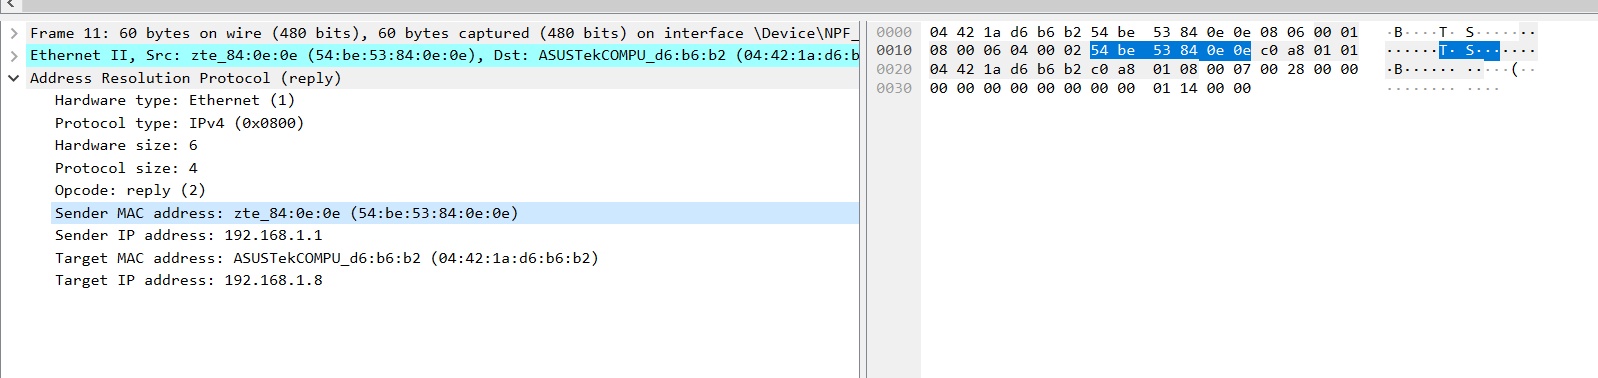 Frame 11: 60 bytes on wire (480 bits), 60 bytes captured (480 bits) on interface \Device\NPF_
Ethernet II, Src: zte_84:0e:0e (54:be:53:84:0e:0e), Dst: ASUSTekCOMPU_d6:b6:b2 (04:42:1a:d6:b
Address Resolution Protocol (reply)
Hardware type: Ethernet (1)
Protocol type: IPv4 (0x0800)
Hardware size: 6
Protocol size: 4
Opcode: reply (2)
Sender MAC address: zte_84:0e:0e (54:be:53:84:0e:0e)
Sender IP address: 192.168.1.1
Target MAC address: ASUSTekCOMPU_d6:b6:b2 (04:42:1a:d6:b6:b2)
Target IP address: 192.168.1.8
0000 04 42 1a d6 b6 b2 54 be 53 84 0e 0e 08 06 00 01 ·B····T· S·······
0010 08 00 06 04 00 02 54 be 53 84 0e 0e c0 a8 01 01 ······T· S·······
0020 04 42 1a d6 b6 b2 c0 a8 01 08 00 07 00 28 00 00 ·B······ ·····(··
0030 00 00 00 00 00 00 00 00 01 14 00 00 ········ ····